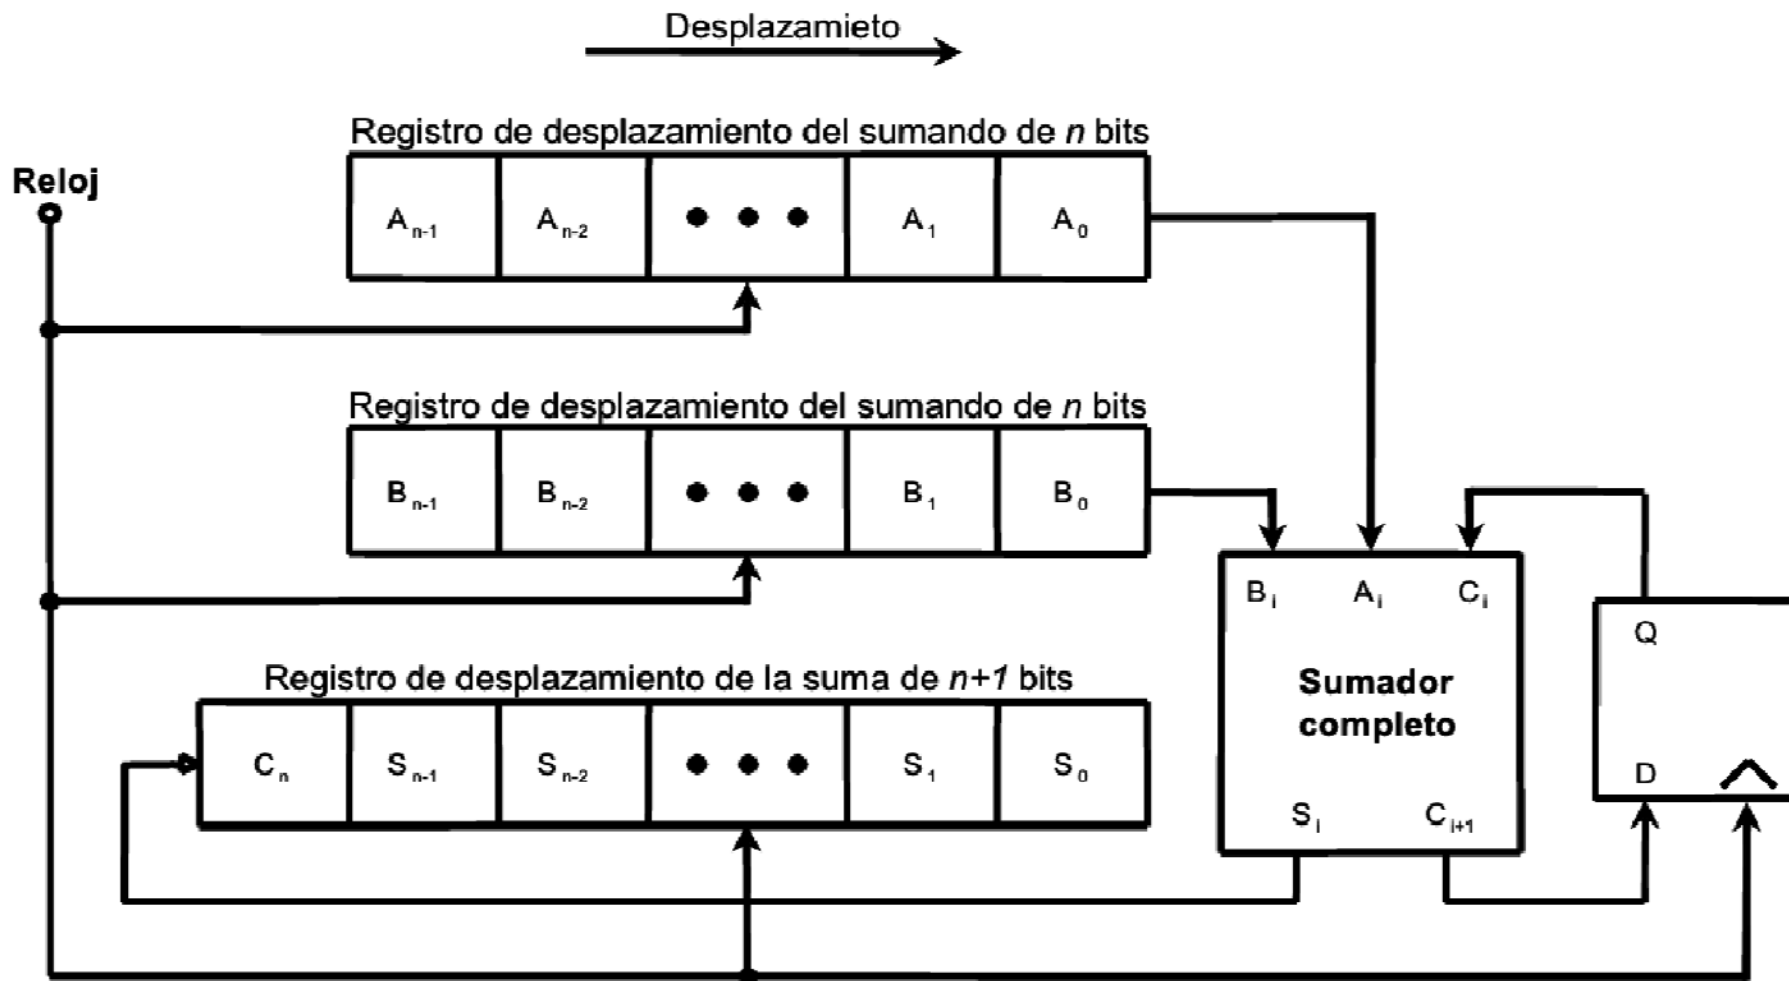 Desplazamieto
Registro de desplazamiento del sumando de n bits
Reloj
A n-1 A n-2 A 1 A 0
Registro de desplazamiento del sumando de n bits
B n-1 B n-2 B 1 B 0
B i A i C i
Q
Registro de desplazamiento de la suma de n+1 bits
Sumador
completo
C n S n-1 S n-2 S 1 S 0
D
S i C i+1